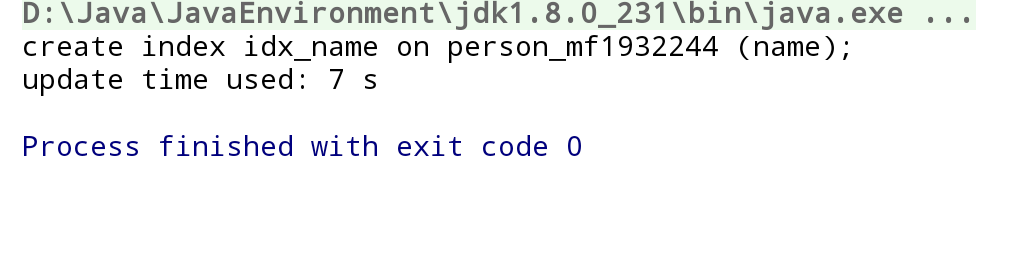 D:\Java\JavaEnvironment\jdk1.8.0_231\bin\java.exe ...
create index idx_name on person_mf1932244 (name);
update time used: 7 s
Process finished with exit code 0